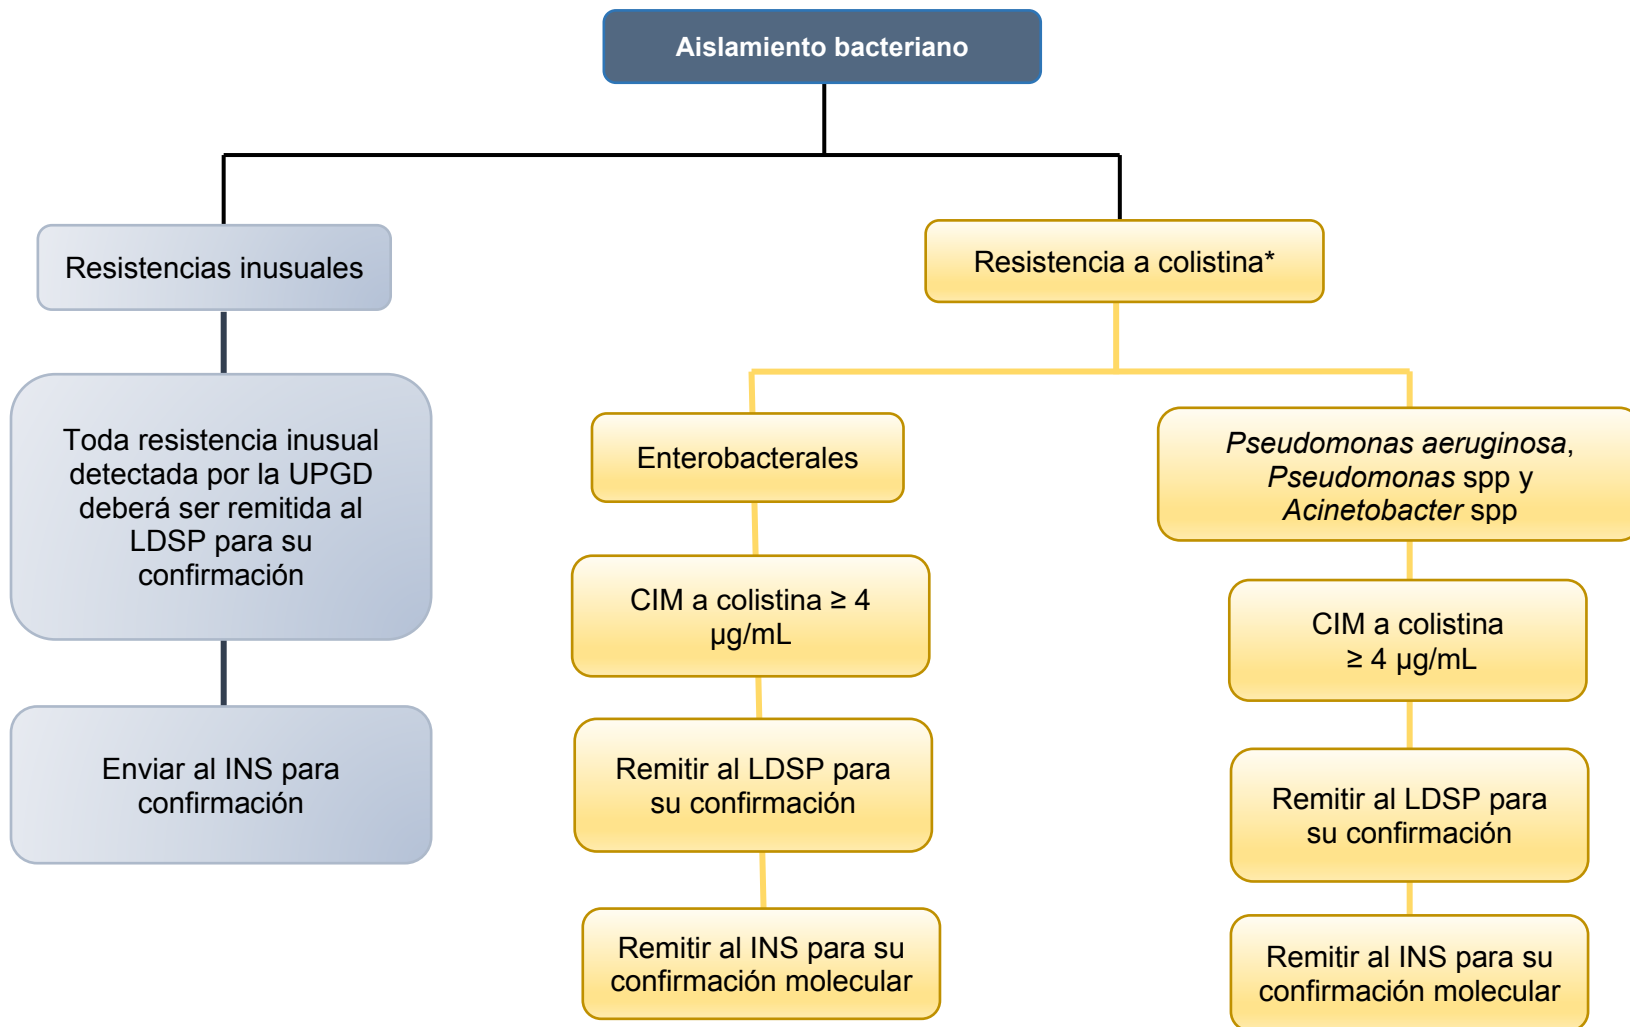 Aislamiento bacteriano
Resistencias inusuales
Resistencia a colistina*
Toda resistencia inusual
detectada por la UPGD
deberá ser remitida al
LDSP para su
confirmación
Enviar al INS para
confirmación
Enterobacterales
CIM a colistina ≥ 4
µg/mL
Remitir al LDSP para
su confirmación
Remitir al INS para su
confirmación molecular
Pseudomonas aeruginosa,
Pseudomonas spp y
Acinetobacter spp
CIM a colistina
≥ 4 µg/mL
Remitir al LDSP para
su confirmación
Remitir al INS para su
confirmación molecular